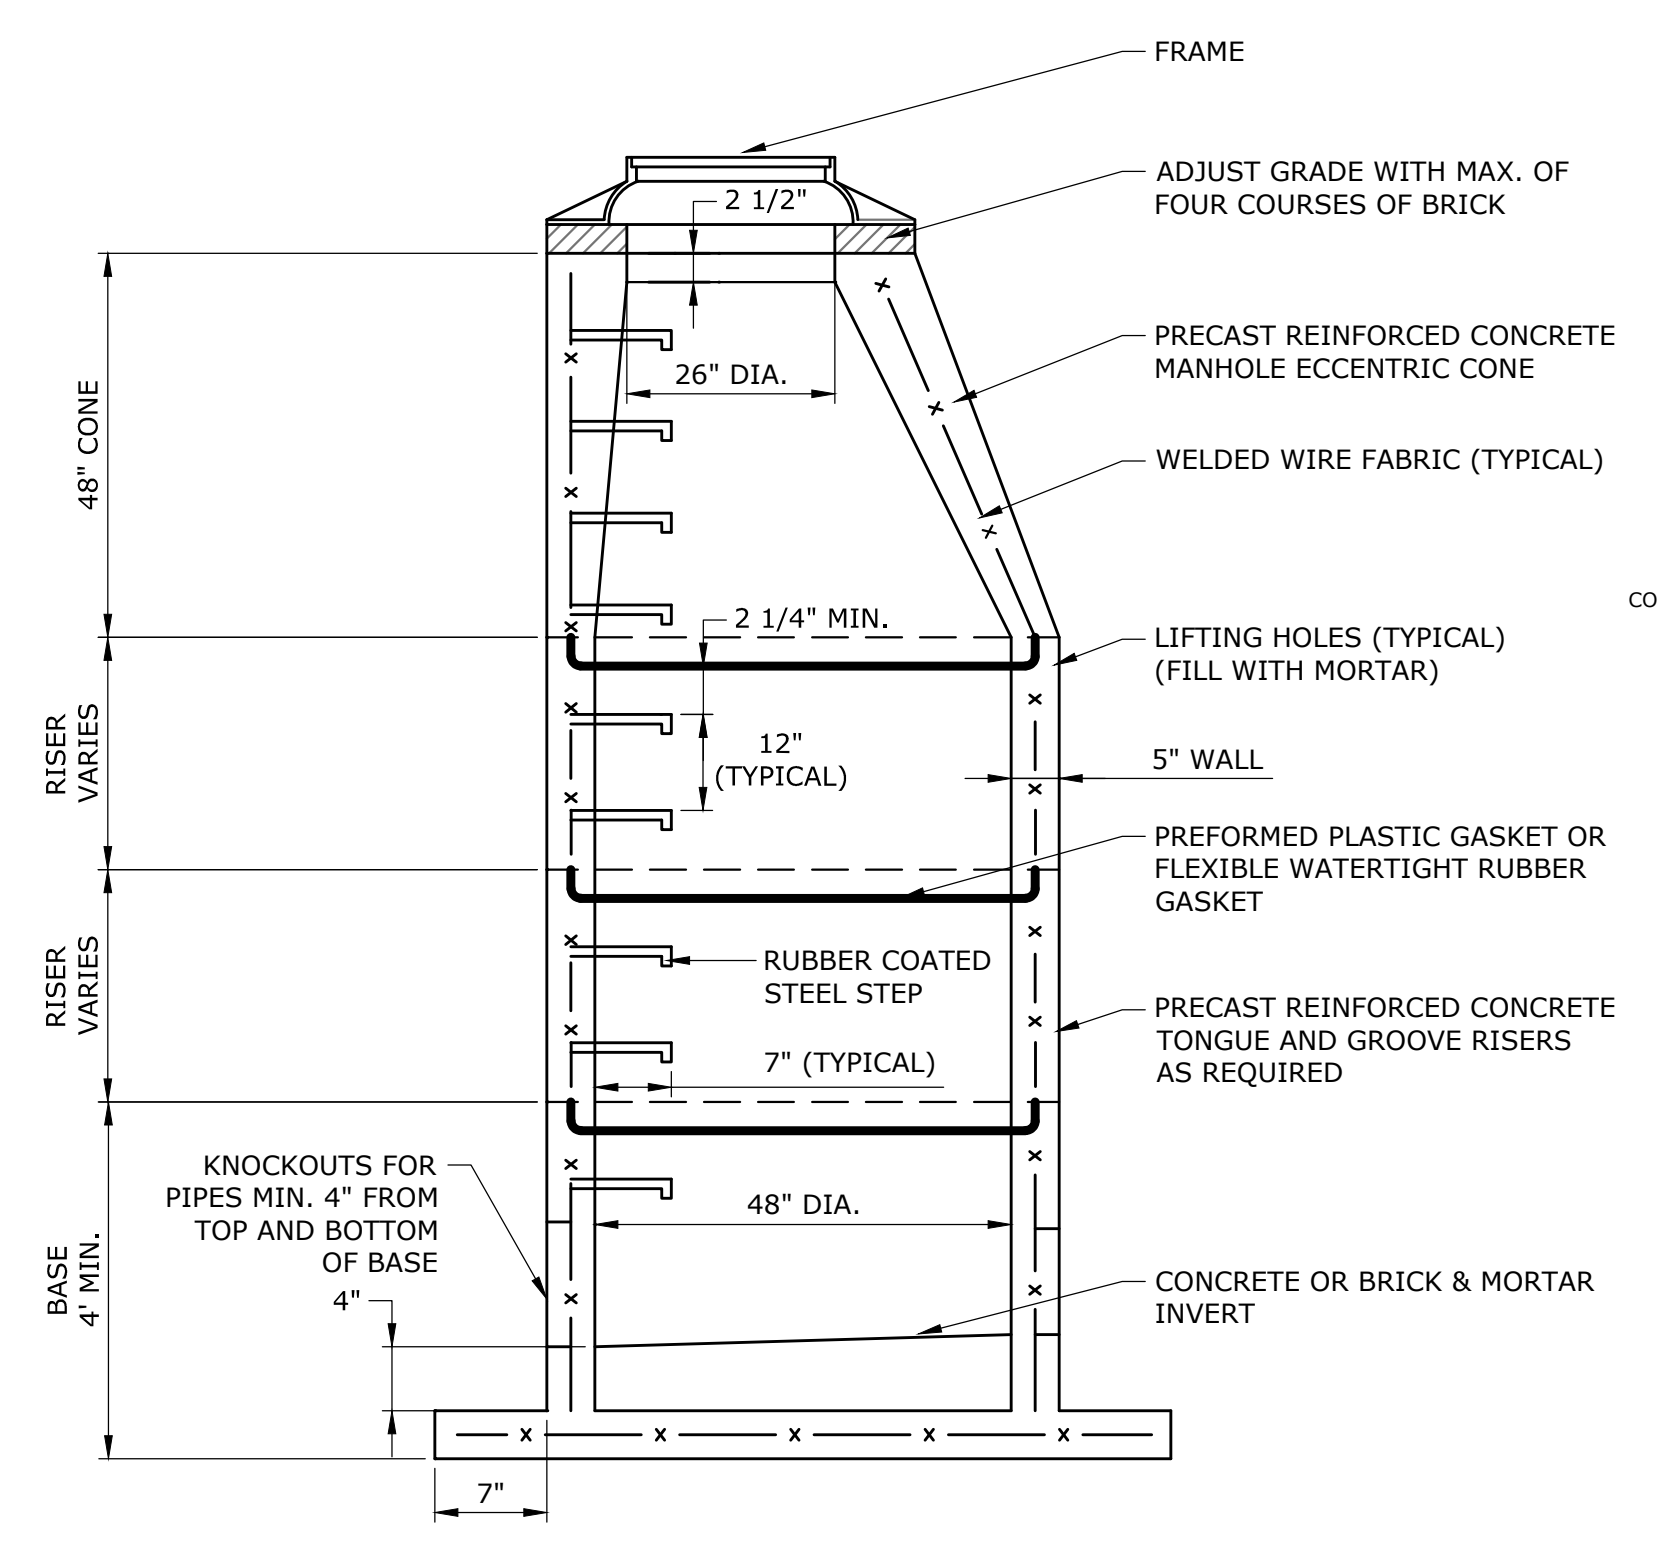 FRAME
ADJUST GRADE WITH MAX. OF
FOUR COURSES OF BRICK
2 1/2"
PRECAST REINFORCED CONCRETE
MANHOLE ECCENTRIC CONE
26" DIA.
48" CONE
WELDED WIRE FABRIC (TYPICAL)
CO
2 1/4" MIN.
LIFTING HOLES (TYPICAL)
(FILL WITH MORTAR)
RISER
VARIES
12"
(TYPICAL)
5" WALL
PREFORMED PLASTIC GASKET OR
FLEXIBLE WATERTIGHT RUBBER
GASKET
RISER
VARIES
RUBBER COATED
STEEL STEP
PRECAST REINFORCED CONCRETE
TONGUE AND GROOVE RISERS
AS REQUIRED
7" (TYPICAL)
KNOCKOUTS FOR
PIPES MIN. 4" FROM
TOP AND BOTTOM
OF BASE
48" DIA.
BASE
4' MIN.
4"
CONCRETE OR BRICK & MORTAR
INVERT
7"